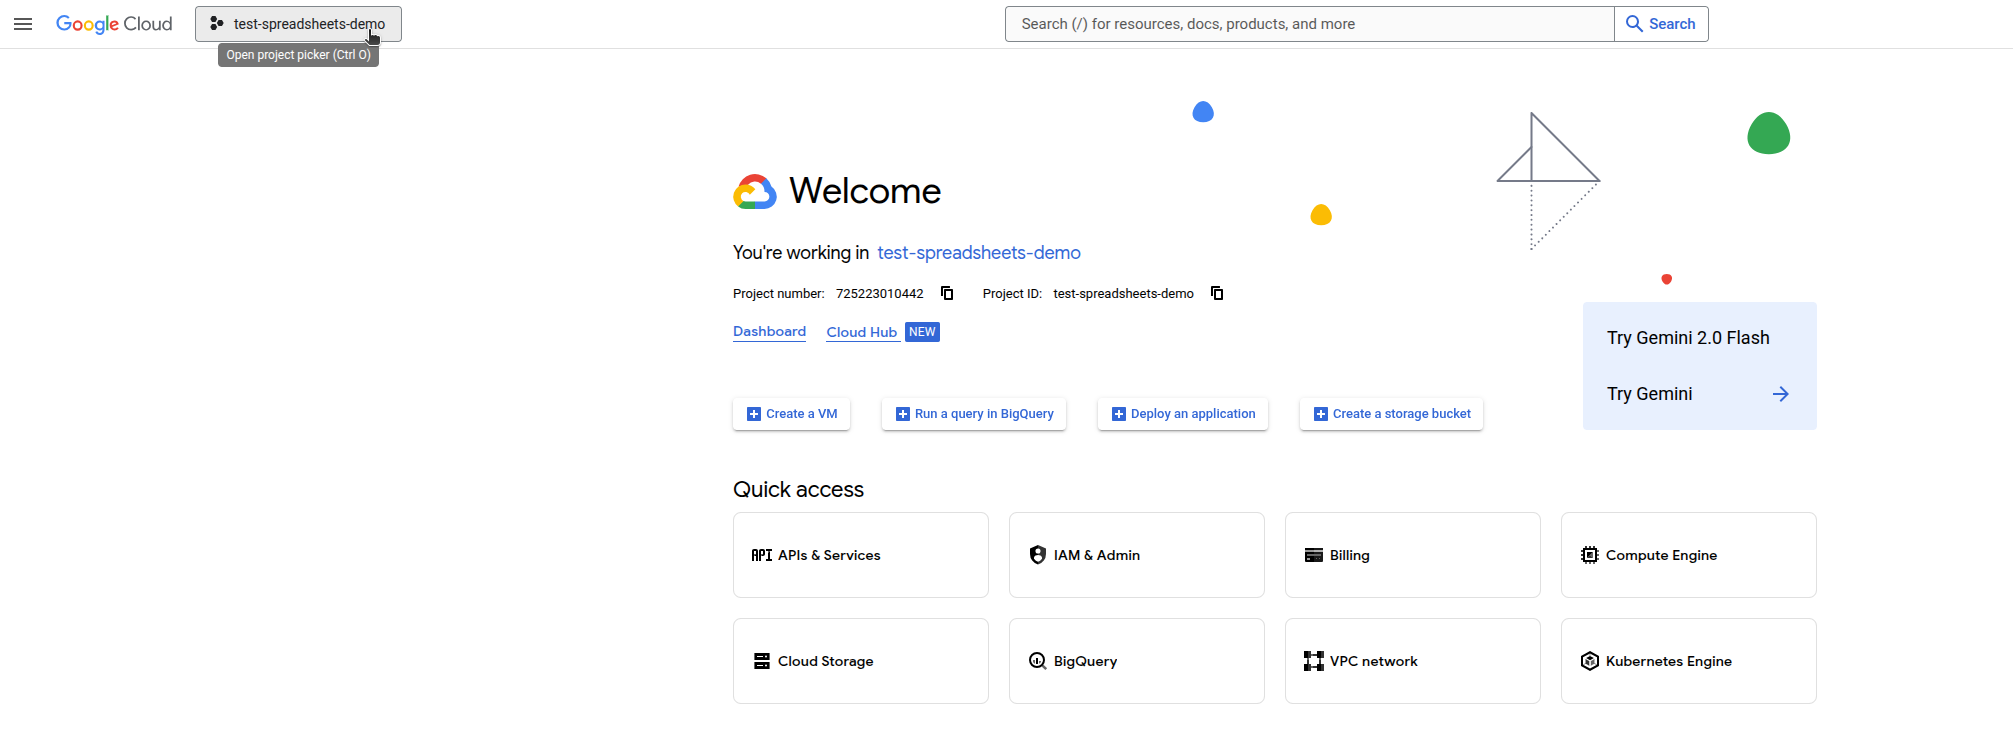 Google Cloud
test-spreadsheets-demo
Search (/) for resources, docs, products, and more
Search
Open project picker (Ctrl O)
Welcome
You're working in test-spreadsheets-demo
Project number: 725223010442 Project ID: test-spreadsheets-demo
Dashboard Cloud Hub NEW
Try Gemini 2.0 Flash
Try Gemini
Create a VM
Run a query in BigQuery
Deploy an application
Create a storage bucket
Quick access
API APIs & Services
IAM & Admin
Billing
Compute Engine
Cloud Storage
BigQuery
VPC network
Kubernetes Engine